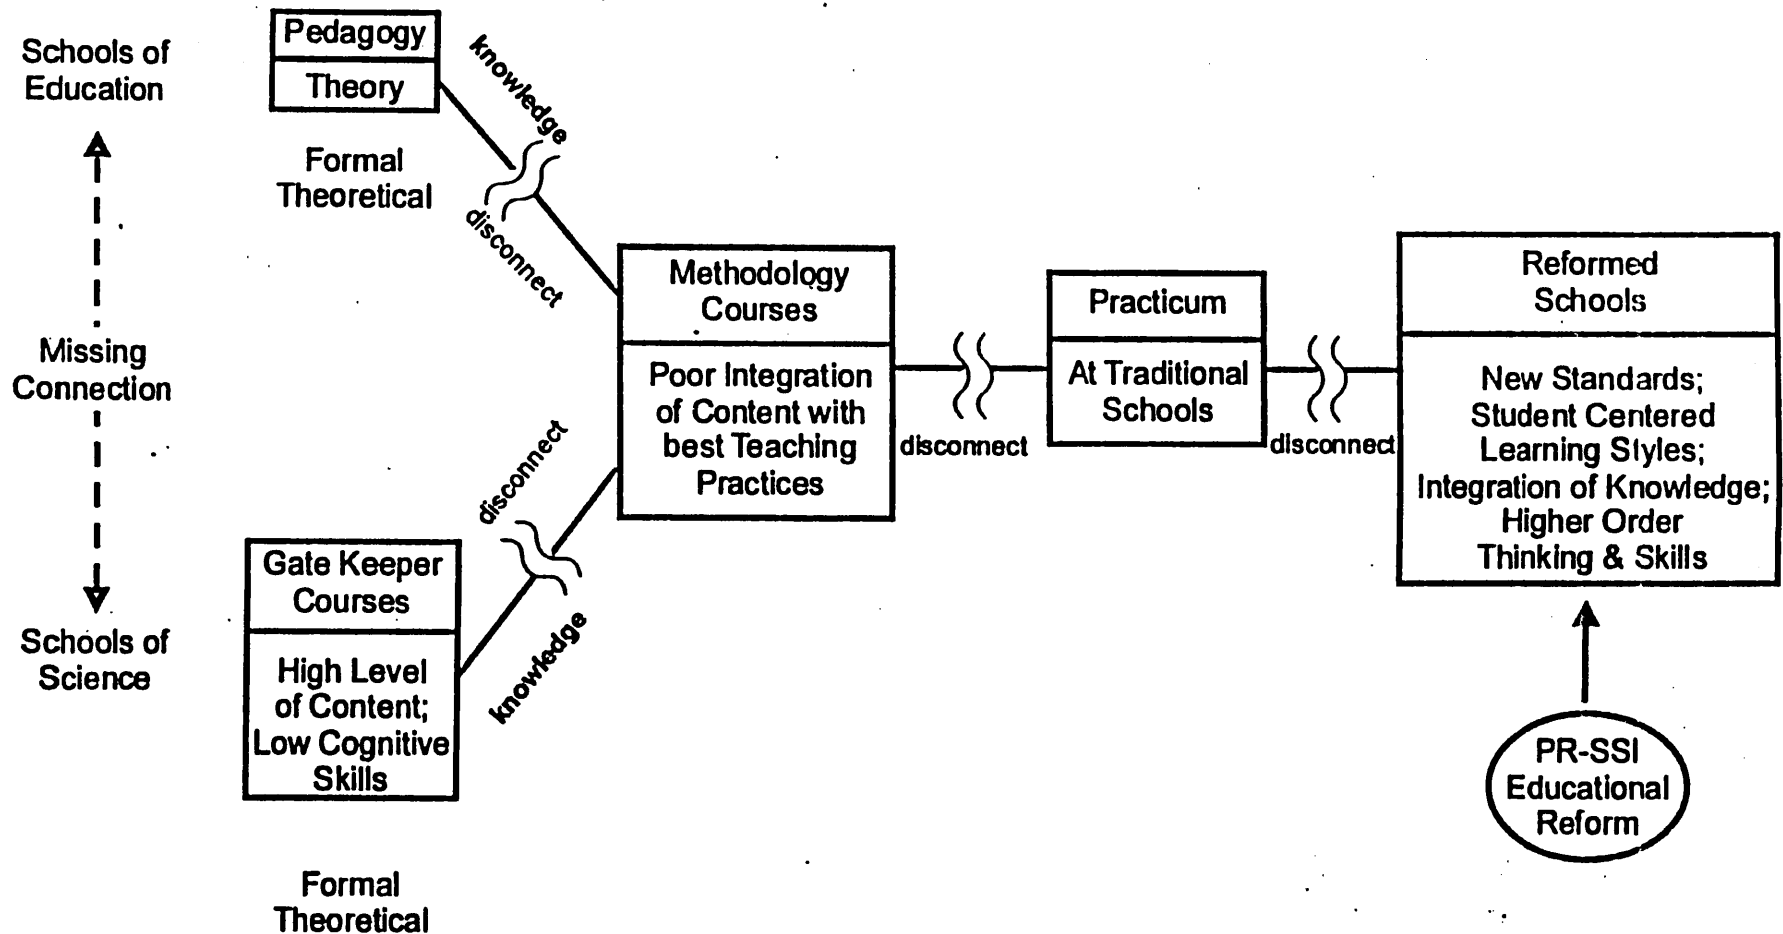 Schools of
Education
Missing
Connection
Schools of
Science
Pedagogy
Theory
Formal
Theoretical
knowledge
disconnect
Gate Keeper
Courses
High Level
of Content;
Low Cognitive
Skills
Formal
Theoretical
disconnect
knowledge
Methodology
Courses
Poor Integration
of Content with
best Teaching
Practices
disconnect
Practicum
At Traditional
Schools
disconnect
Reformed
Schools
New Standards;
Student Centered
Learning Styles;
Integration of Knowledge;
Higher Order
Thinking & Skills
PR-SSI
Educational
Reform